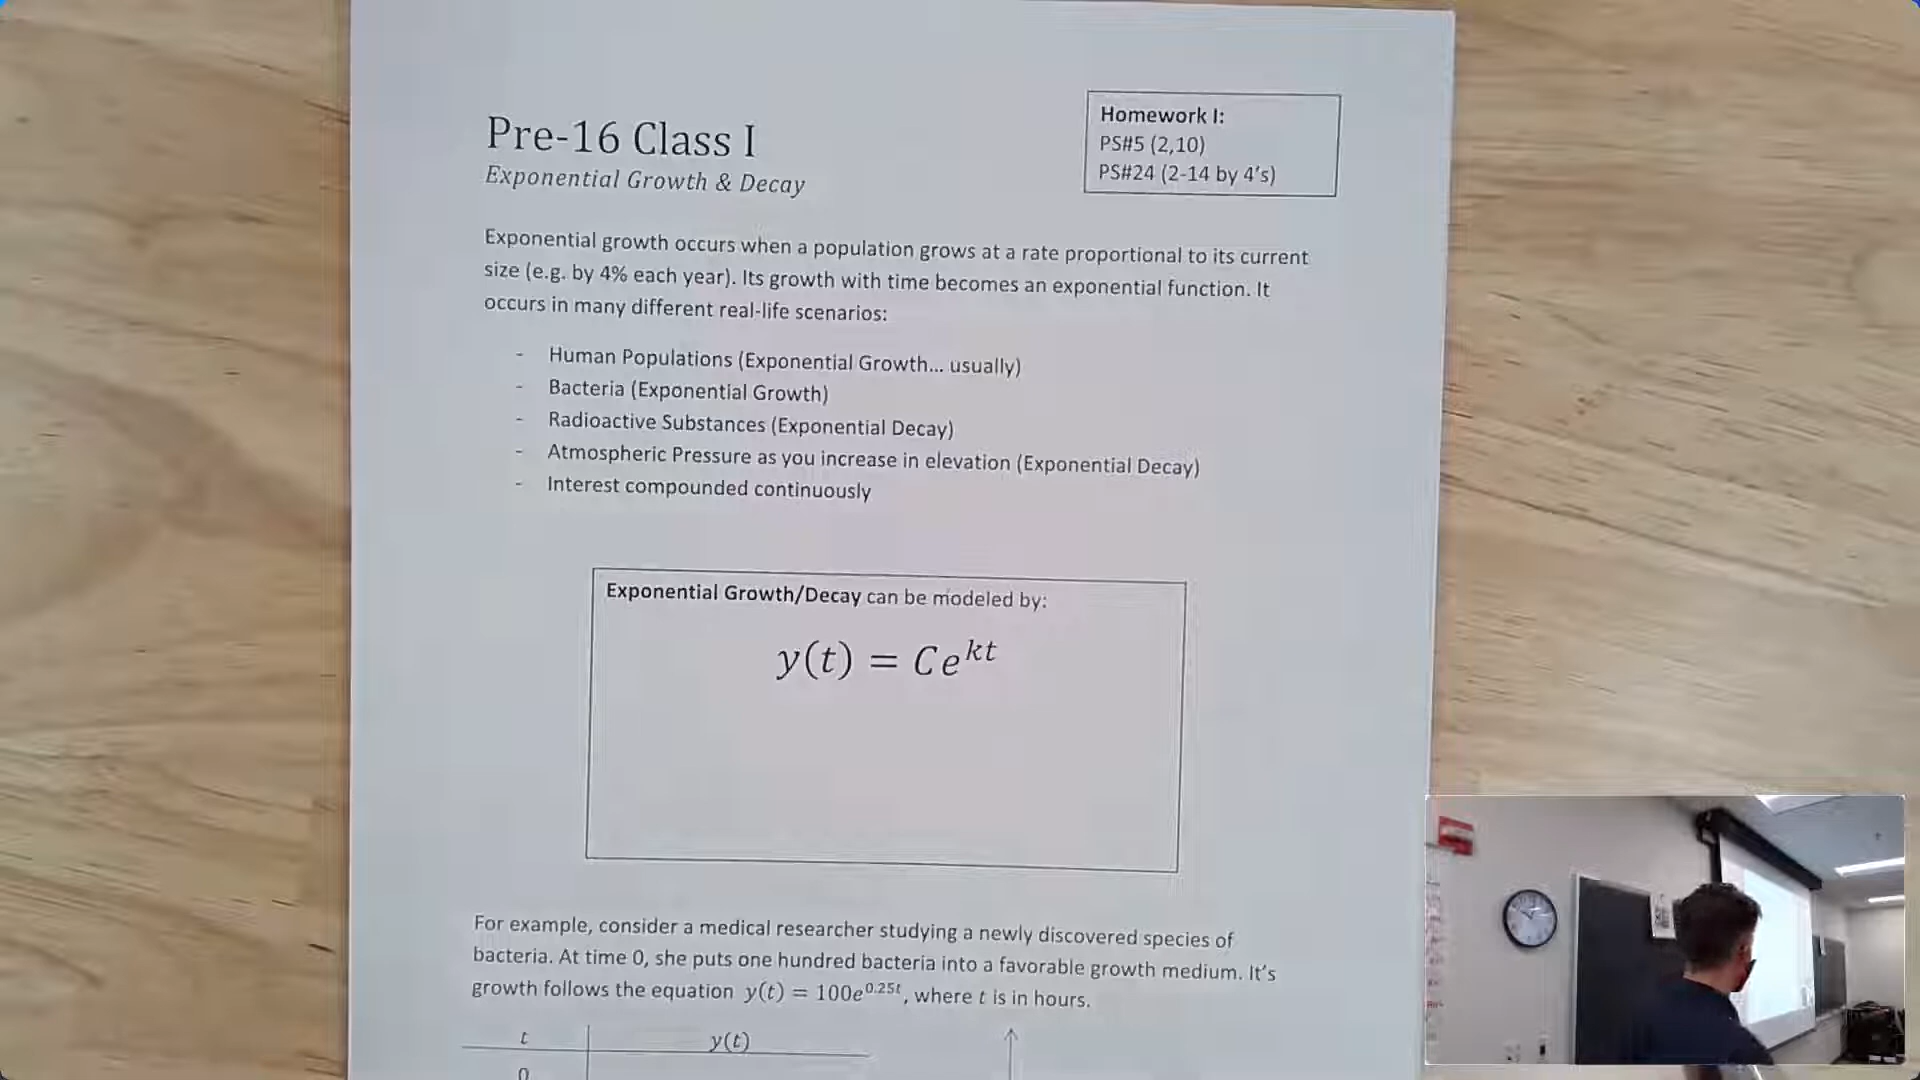 Pre-16 Class I
Exponential Growth & Decay
Homework I:
PS#5 (2,10)
PS#24 (2-14 by 4's)
Exponential growth occurs when a population grows at a rate proportional to its current
size (e.g. by 4% each year). Its growth with time becomes an exponential function. It
occurs in many different real-life scenarios:
- Human Populations (Exponential Growth... usually)
- Bacteria (Exponential Growth)
- Radioactive Substances (Exponential Decay)
- Atmospheric Pressure as you increase in elevation (Exponential Decay)
- Interest compounded continuously
Exponential Growth/Decay can be modeled by:
y(t) = Ce^{kt}
For example, consider a medical researcher studying a newly discovered species of
bacteria. At time 0, she puts one hundred bacteria into a favorable growth medium. It's
growth follows the equation y(t) = 100e^{0.25t}, where t is in hours.
t y(t)
0